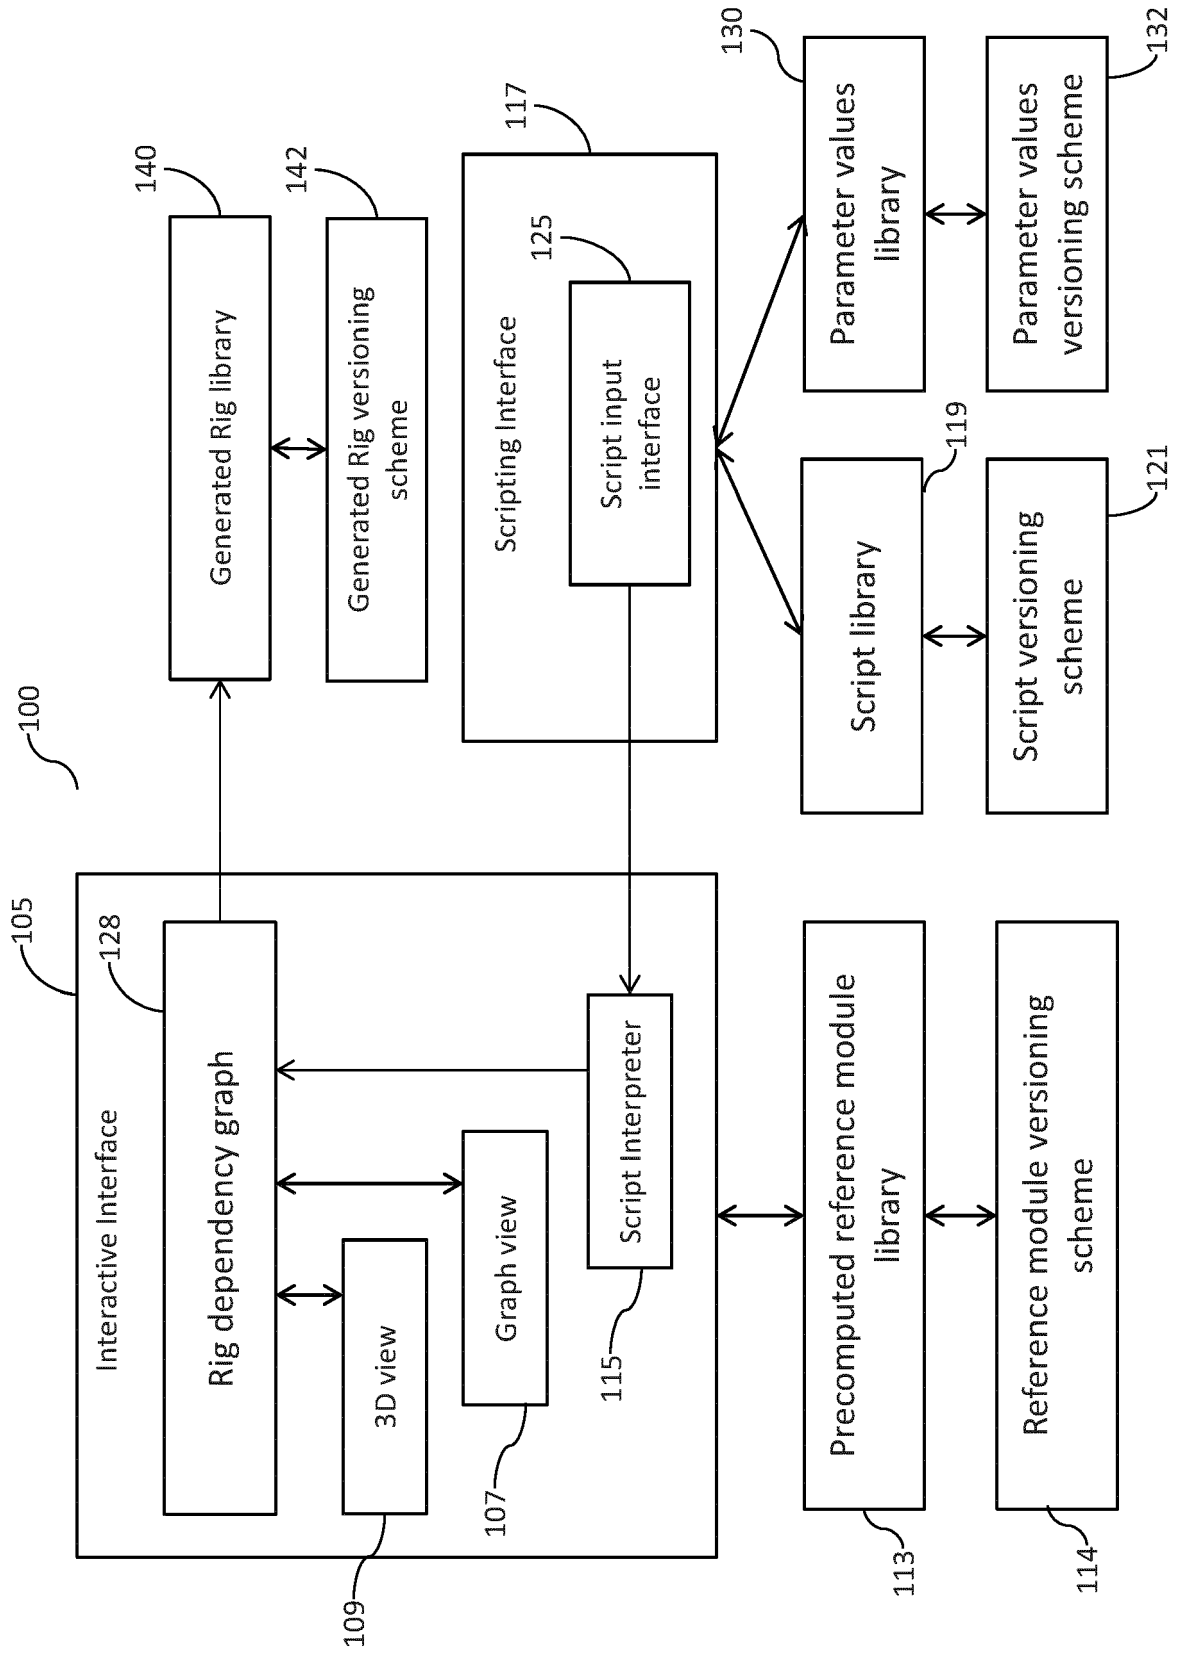 100
105
Interactive Interface
128
Rig dependency graph
109
3D view
107
Graph view
115
Script Interpreter
113
Precomputed reference module
library
114
Reference module versioning
scheme
140
Generated Rig library
142
Generated Rig versioning
scheme
117
Scripting Interface
125
Script input
interface
119
Script library
121
Script versioning
scheme
130
Parameter values
library
132
Parameter values
versioning scheme